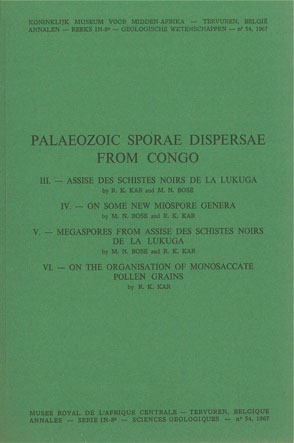 KONINKLIJK MUSEUM VOOR MIDDEN-AFRIKA — TERVUREN, BELGIË
ANNALEN — REEKS IN-8° — GEOLOGISCHE WETENSCHAPPEN — n° 54, 1967
PALAEOZOIC SPORAE DISPERSAE
FROM CONGO
III. — ASSISE DES SCHISTES NOIRS DE LA LUKUGA
by R. K. KAR and M. N. BOSE
IV. — ON SOME NEW MIOSPORE GENERA
by M. N. BOSE and R. K. KAR
V. — MEGASPORES FROM ASSISE DES SCHISTES NOIRS
DE LA LUKUGA
by M. N. BOSE and R. K. KAR
VI. — ON THE ORGANISATION OF MONOSACCATE
POLLEN GRAINS
by R. K. KAR
MUSEE ROYAL DE L'AFRIQUE CENTRALE — TERVUREN, BELGIQUE
ANNALES — SERIE IN-8° — SCIENCES GEOLOGIQUES — n° 54, 1967